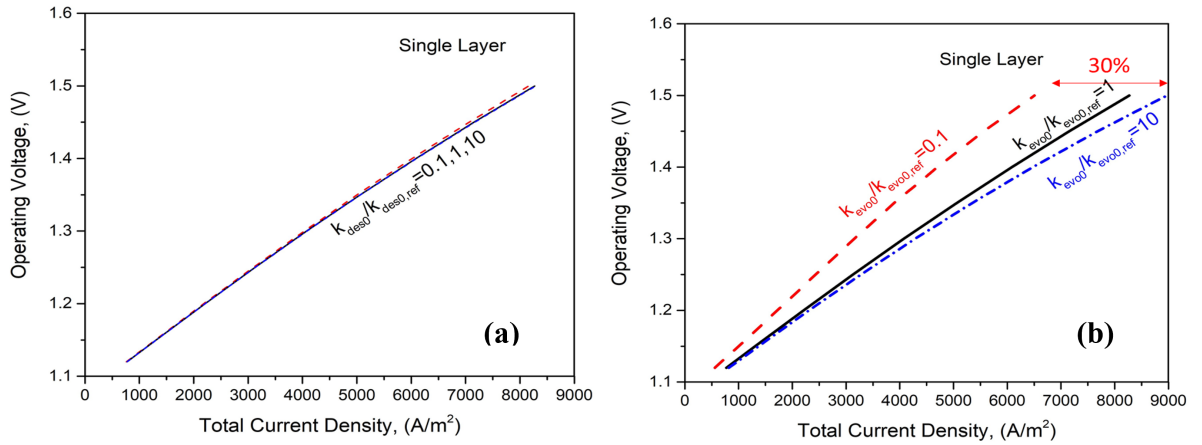 1.6
1.5
1.4
1.3
1.2
1.1
Operating Voltage, (V)
Single Layer
k_des0/k_des0,ref=0.1,1,10
(a)
0 1000 2000 3000 4000 5000 6000 7000 8000 9000
Total Current Density, (A/m²)
1.6
1.5
1.4
1.3
1.2
1.1
Operating Voltage, (V)
Single Layer
30%
k_evo0/k_evo0,ref=0.1
k_evo0/k_evo0,ref=1
k_evo0/k_evo0,ref=10
(b)
0 1000 2000 3000 4000 5000 6000 7000 8000 9000
Total Current Density, (A/m²)